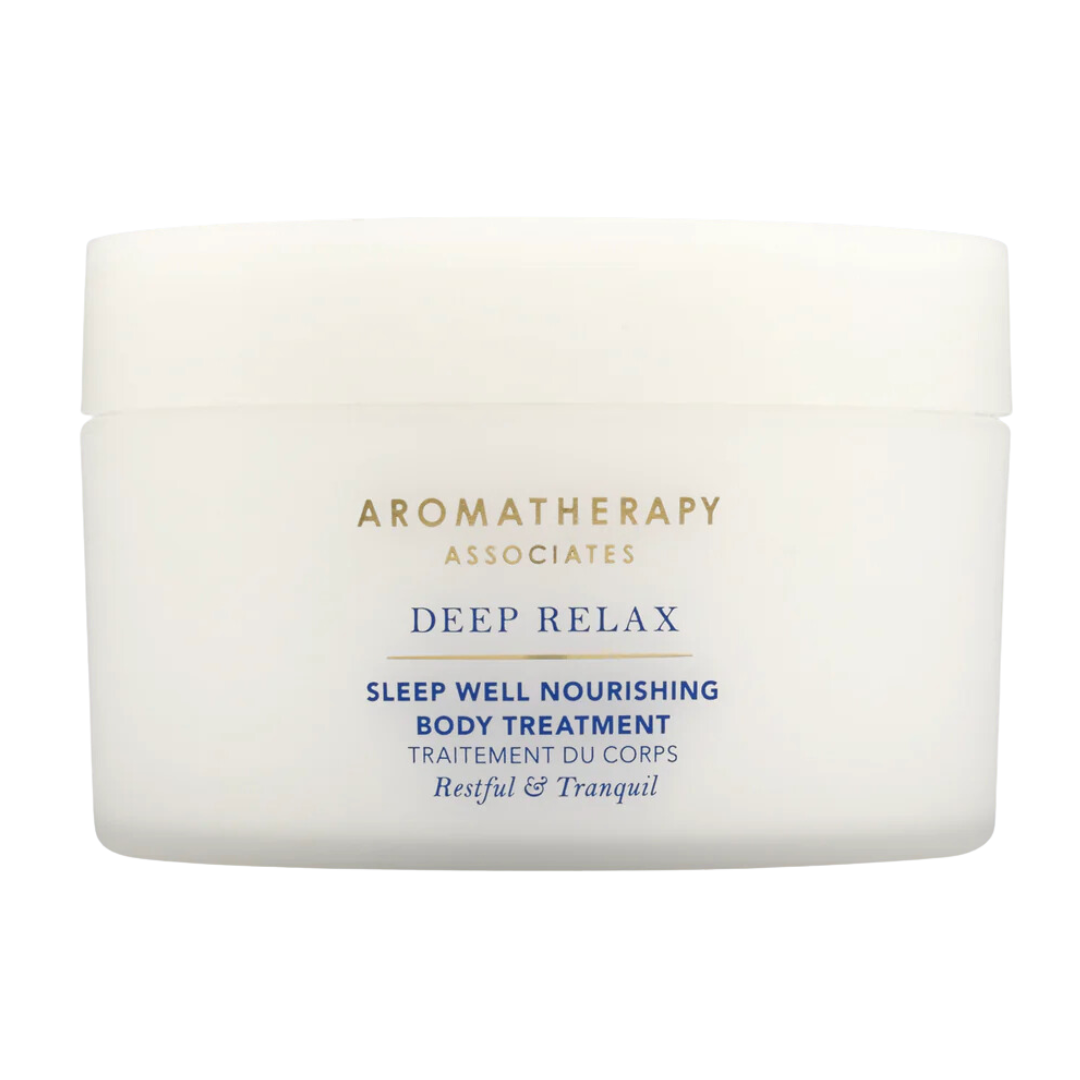 AROMATHERAPY
ASSOCIATES
DEEP RELAX
SLEEP WELL NOURISHING
BODY TREATMENT
TRAITEMENT DU CORPS
Restful & Tranquil